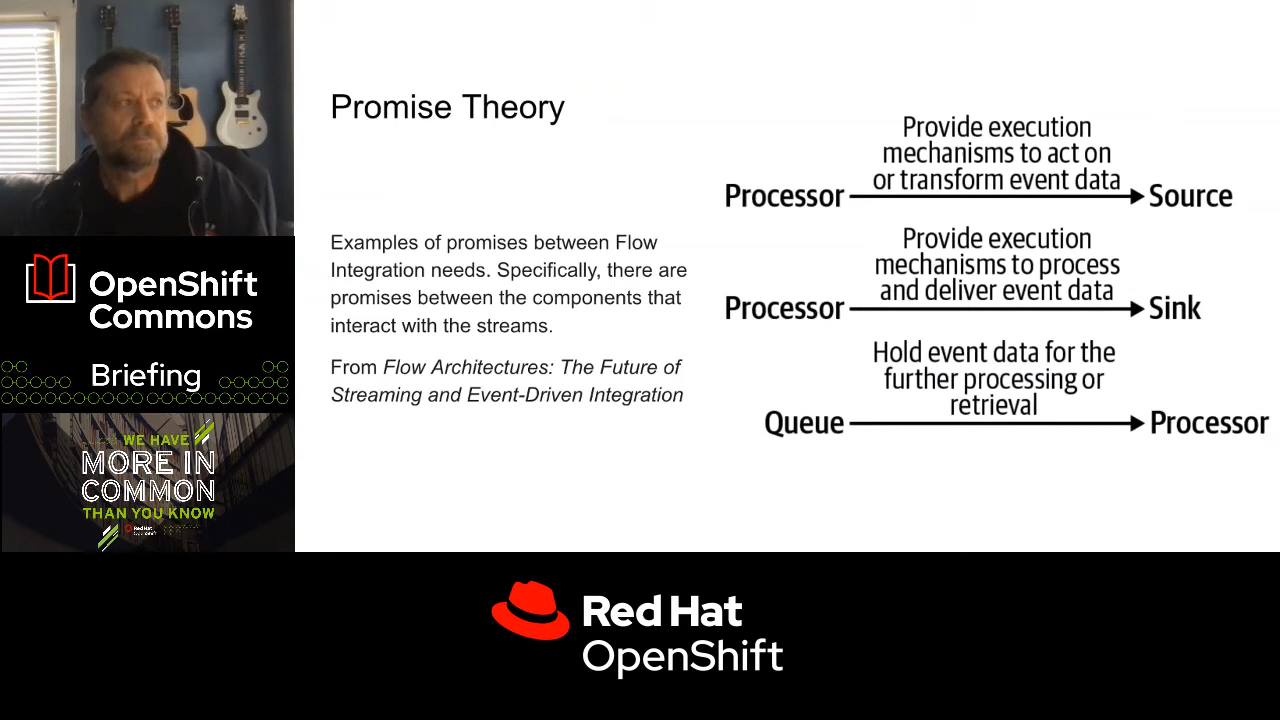 Promise Theory
Examples of promises between Flow
Integration needs. Specifically, there are
promises between the components that
interact with the streams.
From Flow Architectures: The Future of
Streaming and Event-Driven Integration
Provide execution
mechanisms to act on
or transform event data
Processor Source
Provide execution
mechanisms to process
and deliver event data
Processor Sink
Hold event data for the
further processing or
retrieval
Queue Processor
OpenShift
Commons
Briefing
WE HAVE
MORE IN
COMMON
THAN YOU KNOW
Red Hat
OpenShift
Red Hat
OpenShift